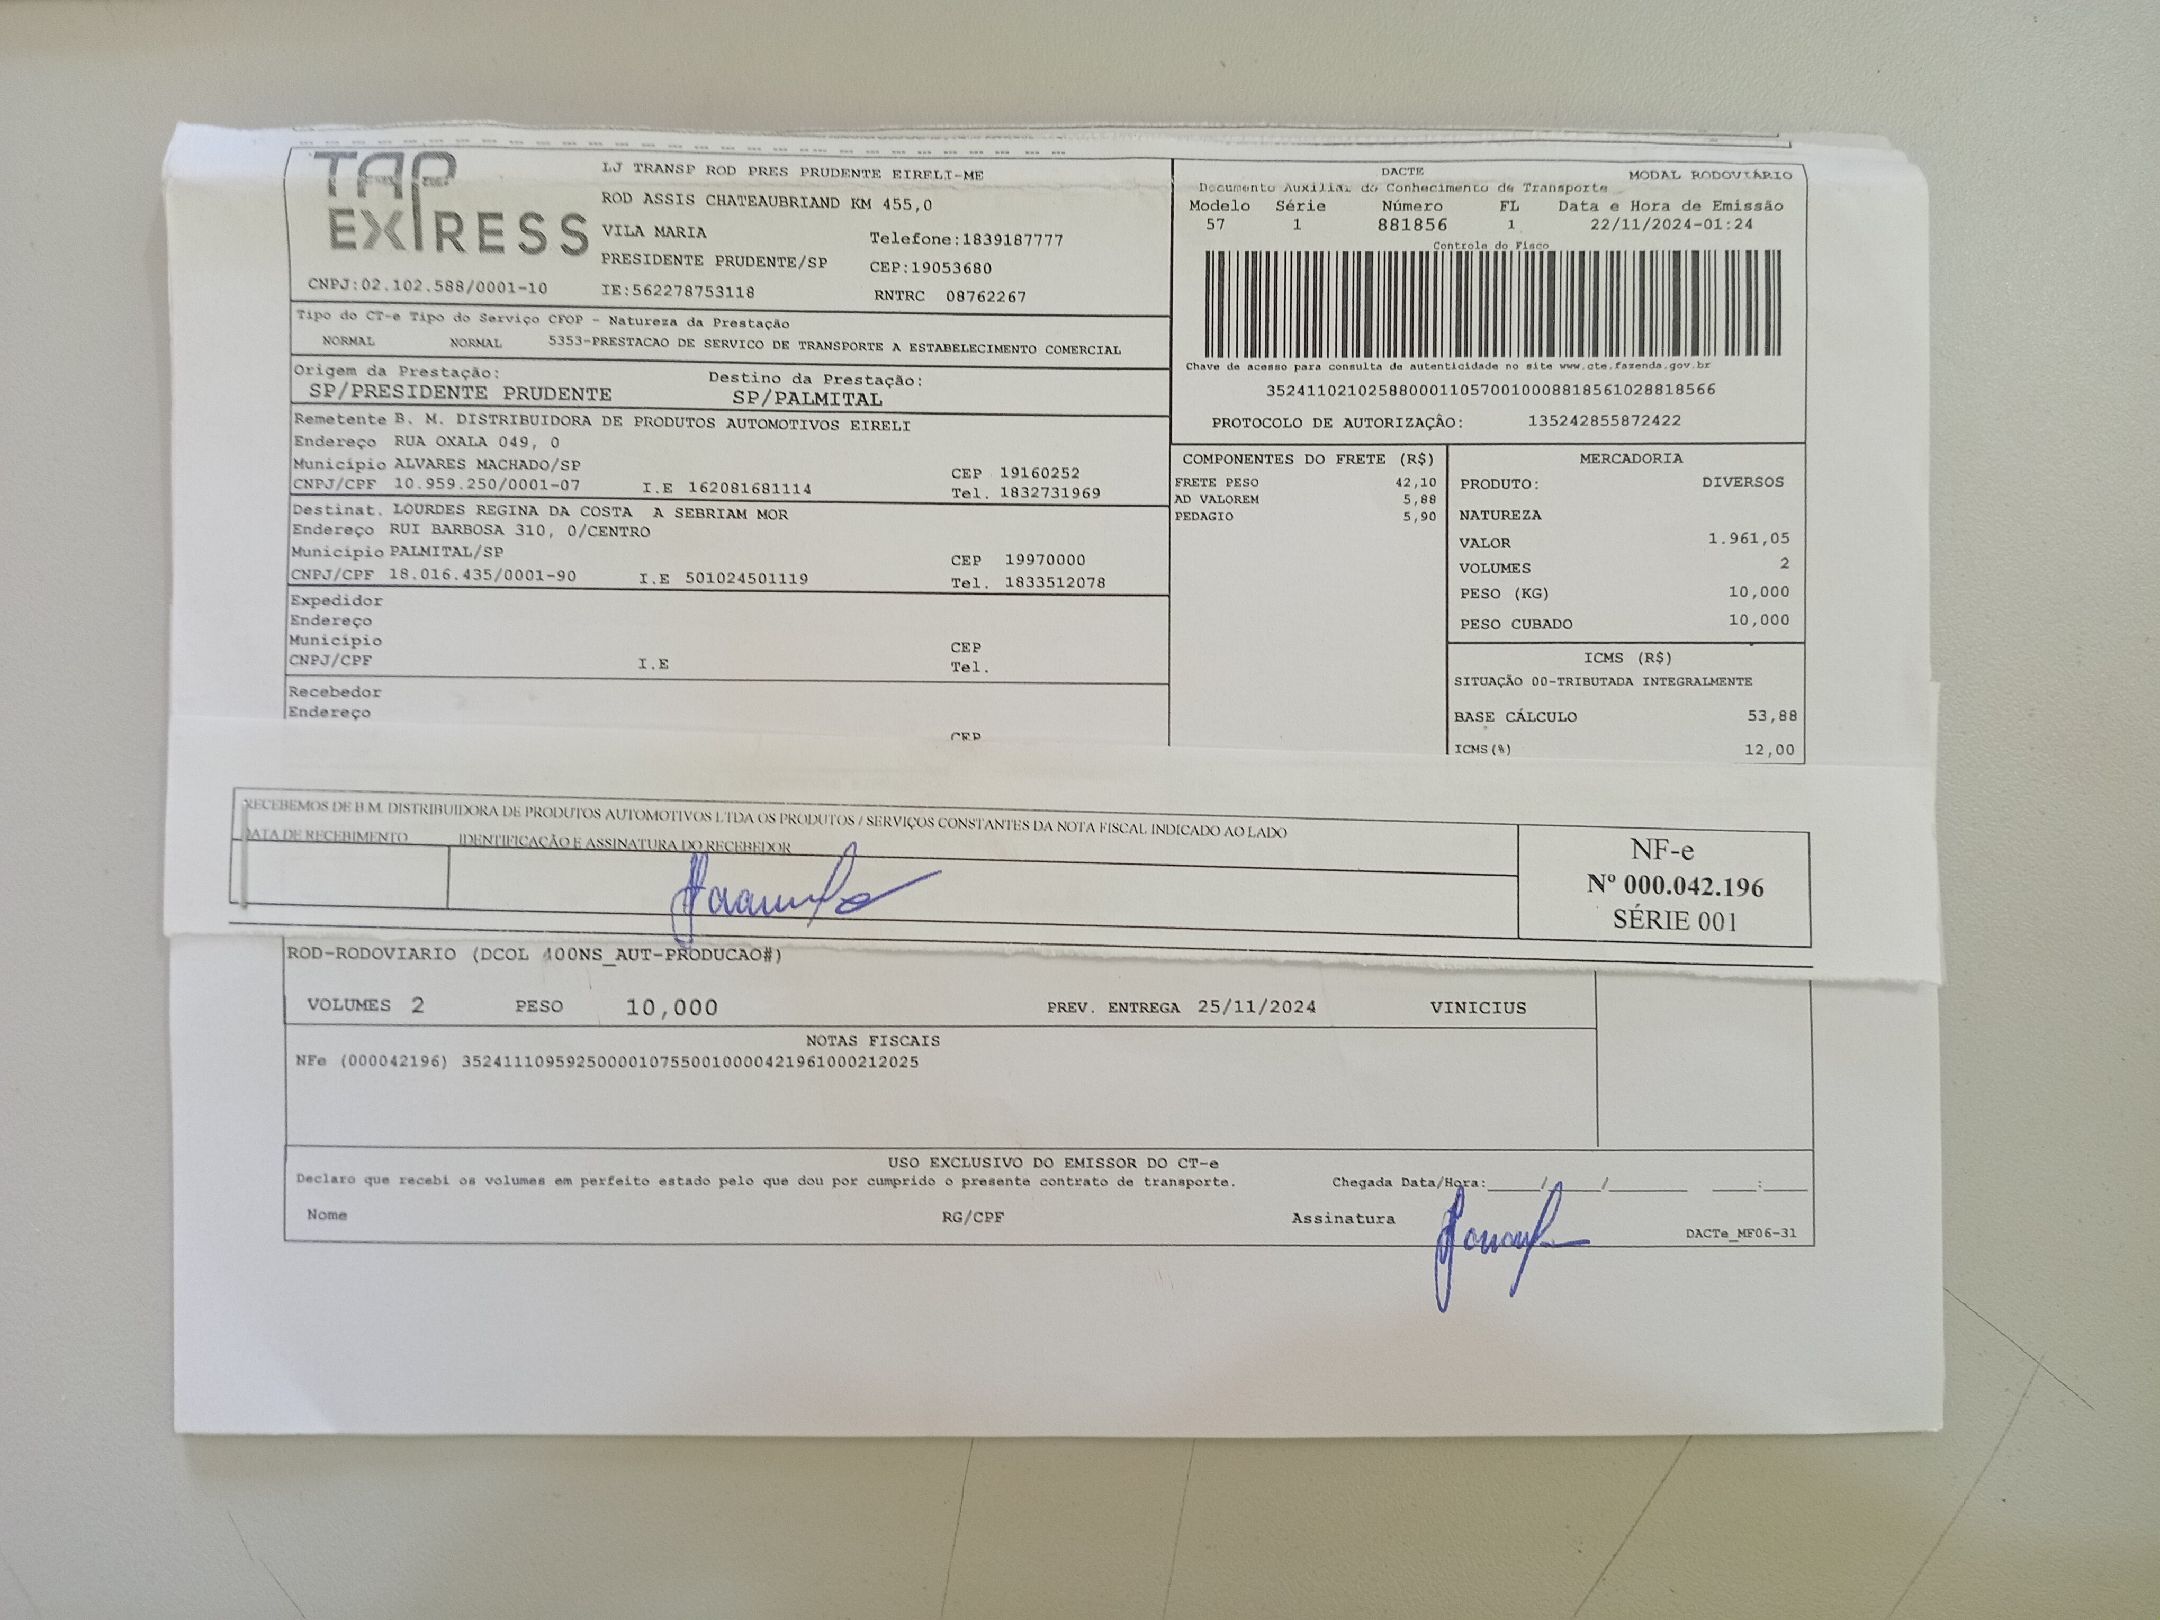 TAP EXPRESS
LJ TRANSP ROD PRES PRUDENTE EIRELI-ME
ROD ASSIS CHATEAUBRIAND KM 455,0
VILA MARIA Telefone:1839187777
PRESIDENTE PRUDENTE/SP CEP:19053680
CNPJ:02.102.588/0001-10 IE:562278753118 RNTRC 08762267
DACTE MODAL RODOVIÁRIO
Documento Auxiliar do Conhecimento de Transporte
Modelo Série Número FL Data e Hora de Emissão
57 1 881856 1 22/11/2024-01:24
Controle do Fisco
Chave de acesso para consulta de autenticidade no site www.cte.fazenda.gov.br
35241102102588000110570010008818561028818566
PROTOCOLO DE AUTORIZAÇÃO: 135242855872422
Tipo do CT-e Tipo do Serviço CFOP - Natureza da Prestação
NORMAL NORMAL 5353-PRESTACAO DE SERVICO DE TRANSPORTE A ESTABELECIMENTO COMERCIAL
Origem da Prestação: Destino da Prestação:
SP/PRESIDENTE PRUDENTE SP/PALMITAL
Remetente B. M. DISTRIBUIDORA DE PRODUTOS AUTOMOTIVOS EIRELI
Endereço RUA OXALA 049, 0
Município ALVARES MACHADO/SP CEP 19160252
CNPJ/CPF 10.959.250/0001-07 I.E 162081681114 Tel. 1832731969
Destinat. LOURDES REGINA DA COSTA A SEBRIAM MOR
Endereço RUI BARBOSA 310, 0/CENTRO
Município PALMITAL/SP CEP 19970000
CNPJ/CPF 18.016.435/0001-90 I.E 501024501119 Tel. 1833512078
Expedidor
Endereço
Município CEP
CNPJ/CPF I.E Tel.
Recebedor
Endereço
CEP
COMPONENTES DO FRETE (R$)
FRETE PESO 42,10
AD VALOREM 5,88
PEDAGIO 5,90
MERCADORIA
PRODUTO: DIVERSOS
NATUREZA
VALOR 1.961,05
VOLUMES 2
PESO (KG) 10,000
PESO CUBADO 10,000
ICMS (R$)
SITUAÇÃO 00-TRIBUTADA INTEGRALMENTE
BASE CÁLCULO 53,88
ICMS(%) 12,00
RECEBEMOS DE B M. DISTRIBUIDORA DE PRODUTOS AUTOMOTIVOS LTDA OS PRODUTOS / SERVIÇOS CONSTANTES DA NOTA FISCAL INDICADO AO LADO
DATA DE RECEBIMENTO IDENTIFICAÇÃO E ASSINATURA DO RECEBEDOR
NF-e
Nº 000.042.196
SÉRIE 001
ROD-RODOVIARIO (DCOL 400NS_AUT-PRODUCAO#)
VOLUMES 2 PESO 10,000 PREV. ENTREGA 25/11/2024 VINICIUS
NOTAS FISCAIS
NFe (000042196) 35241110959250000107550010000421961000212025
USO EXCLUSIVO DO EMISSOR DO CT-e
Declaro que recebi os volumes em perfeito estado pelo que dou por cumprido o presente contrato de transporte. Chegada Data/Hora:____/____/______ ___:___
Nome RG/CPF Assinatura
DACTe_MF06-31